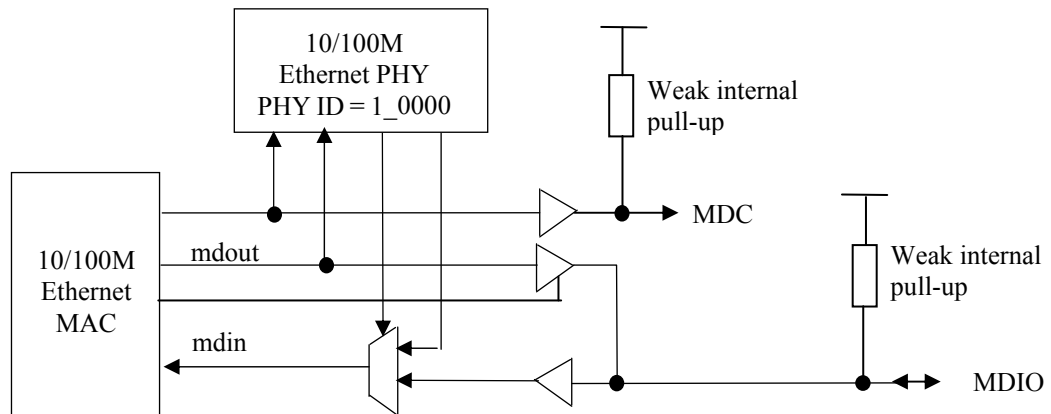 10/100M
Ethernet PHY
PHY ID = 1_0000
Weak internal
pull-up
MDC
mdout
10/100M
Ethernet
MAC
Weak internal
pull-up
mdin
MDIO